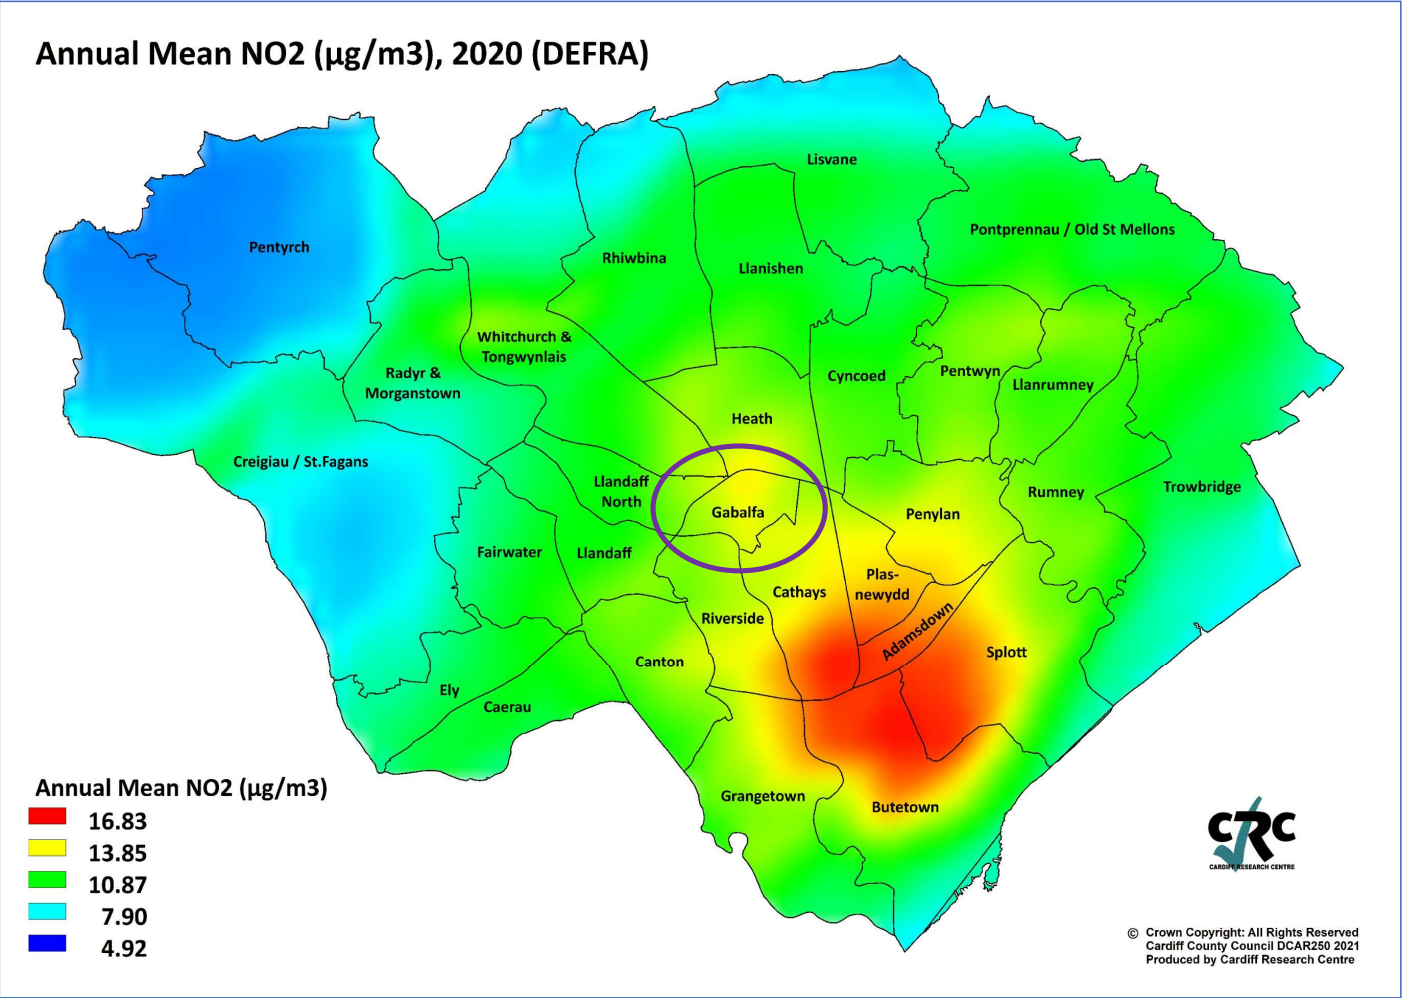 Annual Mean NO2 (µg/m3), 2020 (DEFRA)
Lisvane
Pontprennau / Old St Mellons
Pentyrch
Rhiwbina
Llanishen
Whitchurch &
Tongwynlais
Radyr &
Morganstown
Cyncoed
Pentwyn
Llanrumney
Heath
Creigiau / St.Fagans
Llandaff
North
Gabalfa
Penylan
Rumney
Trowbridge
Fairwater
Llandaff
Cathays
Plas-
newydd
Riverside
Adamsdown
Splott
Canton
Ely
Caerau
Grangetown
Butetown
Annual Mean NO2 (µg/m3)
16.83
13.85
10.87
7.90
4.92
CRC
CARDIFF RESEARCH CENTRE
© Crown Copyright: All Rights Reserved
Cardiff County Council DCAR250 2021
Produced by Cardiff Research Centre